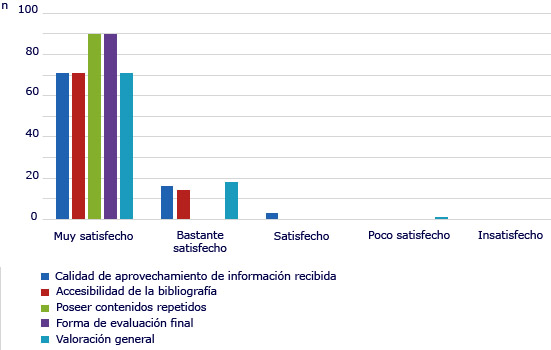 n 100
80
60
40
20
0
Muy satisfecho Bastante satisfecho Satisfecho Poco satisfecho Insatisfecho
Calidad de aprovechamiento de información recibida
Accesibilidad de la bibliografía
Poseer contenidos repetidos
Forma de evaluación final
Valoración general